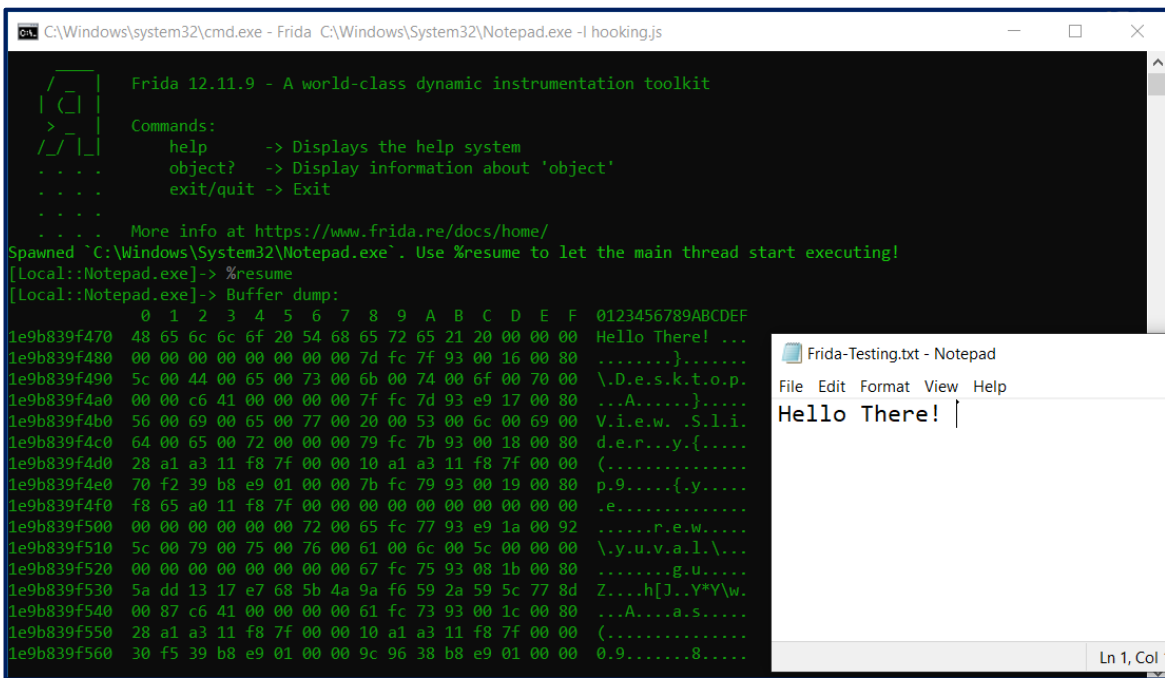 C:\Windows\system32\cmd.exe - Frida C:\Windows\System32\Notepad.exe -l hooking.js
/ _  |   Frida 12.11.9 - A world-class dynamic instrumentation toolkit
| (_| |
> _  |   Commands:
/_/ |_|       help      -> Displays the help system
. . . .       object?   -> Display information about 'object'
. . . .       exit/quit -> Exit
. . . .
. . . .   More info at https://www.frida.re/docs/home/
Spawned `C:\Windows\System32\Notepad.exe`. Use %resume to let the main thread start executing!
[Local::Notepad.exe]-> %resume
[Local::Notepad.exe]-> Buffer dump:
0 1 2 3 4 5 6 7 8 9 A B C D E F 0123456789ABCDEF
1e9b839f470 48 65 6c 6c 6f 20 54 68 65 72 65 21 20 00 00 00 Hello There! ...
1e9b839f480 00 00 00 00 00 00 00 00 7d fc 7f 93 00 16 00 80 ........}.......
1e9b839f490 5c 00 44 00 65 00 73 00 6b 00 74 00 6f 00 70 00 \.D.e.s.k.t.o.p.
1e9b839f4a0 00 00 c6 41 00 00 00 00 7f fc 7d 93 e9 17 00 80 ...A......}.....
1e9b839f4b0 56 00 69 00 65 00 77 00 20 00 53 00 6c 00 69 00 V.i.e.w. .S.l.i.
1e9b839f4c0 64 00 65 00 72 00 00 00 79 fc 7b 93 00 18 00 80 d.e.r...y.{.....
1e9b839f4d0 28 a1 a3 11 f8 7f 00 00 10 a1 a3 11 f8 7f 00 00 (...............
1e9b839f4e0 70 f2 39 b8 e9 01 00 00 7b fc 79 93 00 19 00 80 p.9.....{.y.....
1e9b839f4f0 f8 65 a0 11 f8 7f 00 00 00 00 00 00 00 00 00 00 .e..............
1e9b839f500 00 00 00 00 00 00 72 00 65 fc 77 93 e9 1a 00 92 ......r.e.w.....
1e9b839f510 5c 00 79 00 75 00 76 00 61 00 6c 00 5c 00 00 00 \.y.u.v.a.l.\...
1e9b839f520 00 00 00 00 00 00 00 00 67 fc 75 93 08 1b 00 80 ........g.u.....
1e9b839f530 5a dd 13 17 e7 68 5b 4a 9a f6 59 2a 59 5c 77 8d Z....h[J..Y*Y\w.
1e9b839f540 00 87 c6 41 00 00 00 00 61 fc 73 93 00 1c 00 80 ...A....a.s.....
1e9b839f550 28 a1 a3 11 f8 7f 00 00 10 a1 a3 11 f8 7f 00 00 (...............
1e9b839f560 30 f5 39 b8 e9 01 00 00 9c 96 38 b8 e9 01 00 00 0.9.......8.....
Frida-Testing.txt - Notepad
File Edit Format View Help
Hello There!
Ln 1, Col